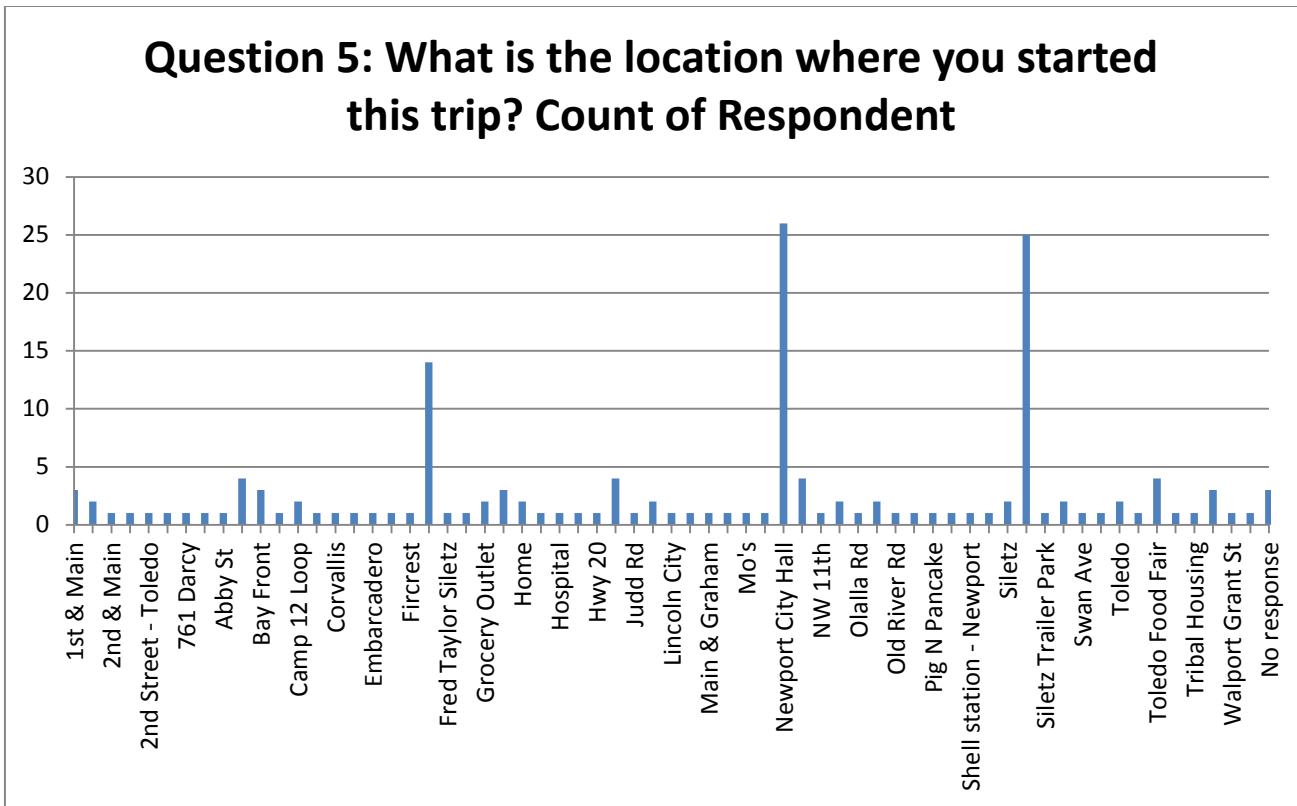 Question 5: What is the location where you started
this trip? Count of Respondent
30
25
20
15
10
5
0
1st & Main
2nd & Main
2nd Street - Toledo
761 Darcy
Abby St
Bay Front
Camp 12 Loop
Corvallis
Embarcadero
Fircrest
Fred Taylor Siletz
Grocery Outlet
Home
Hospital
Hwy 20
Judd Rd
Lincoln City
Main & Graham
Mo's
Newport City Hall
NW 11th
Olalla Rd
Old River Rd
Pig N Pancake
Shell station - Newport
Siletz
Siletz Trailer Park
Swan Ave
Toledo
Toledo Food Fair
Tribal Housing
Walport Grant St
No response